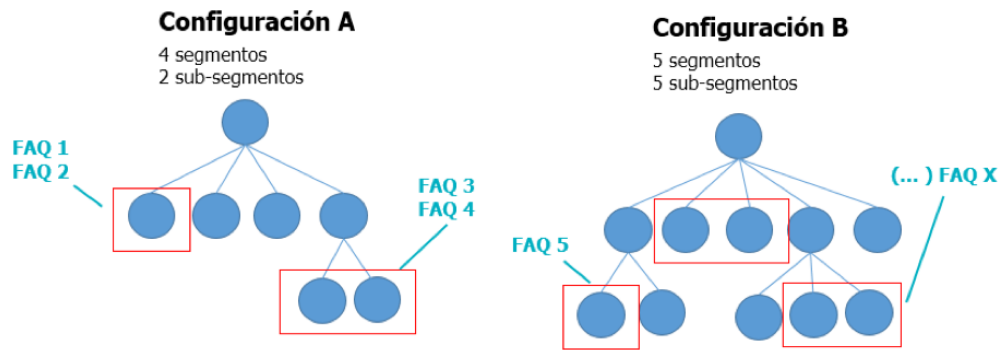 Configuración A
4 segmentos
2 sub-segmentos
FAQ 1
FAQ 2
FAQ 3
FAQ 4
Configuración B
5 segmentos
5 sub-segmentos
(... ) FAQ X
FAQ 5